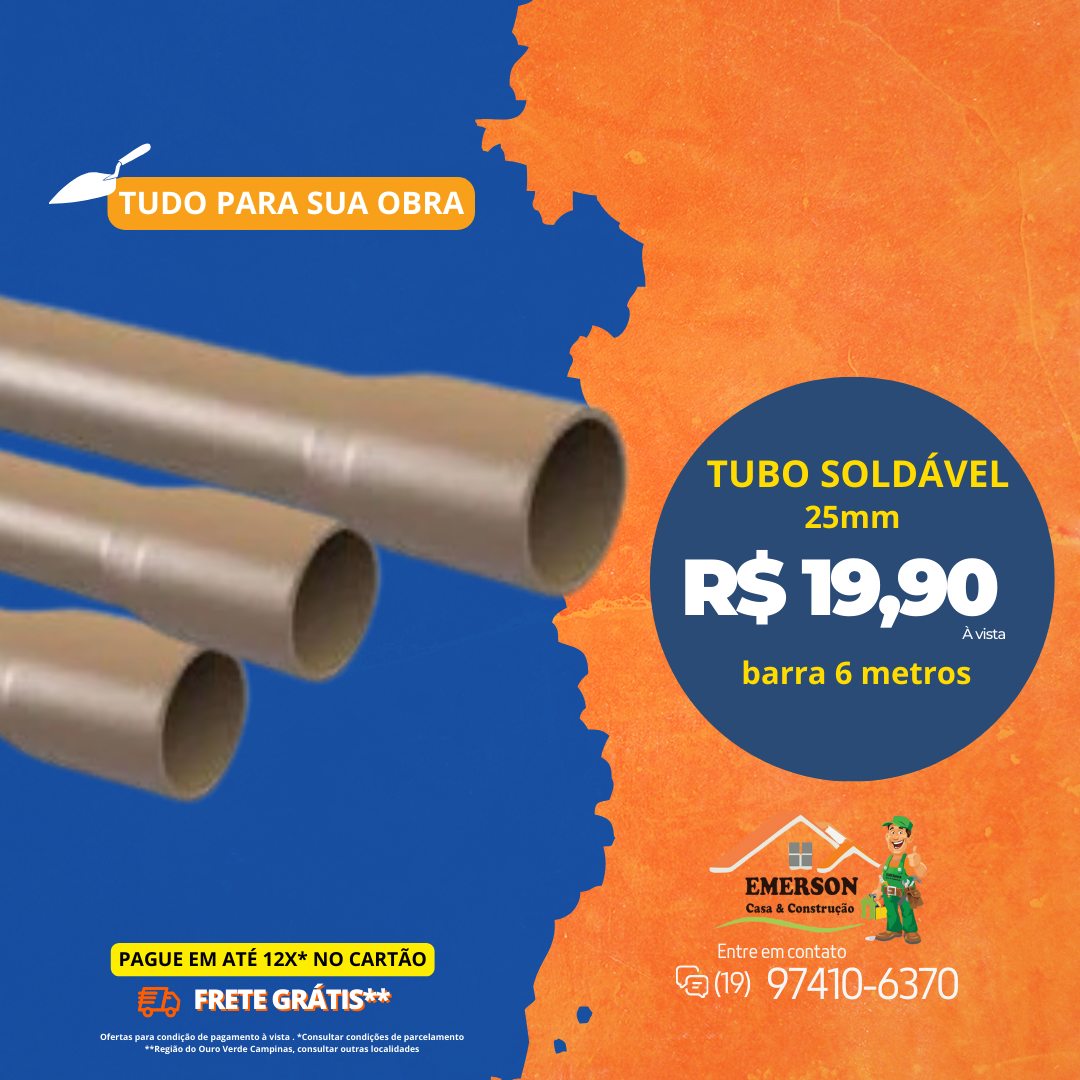 TUDO PARA SUA OBRA
TUBO SOLDÁVEL
25mm
R$ 19,90
À vista
barra 6 metros
EMERSON
Casa & Construção
Entre em contato
(19) 97410-6370
PAGUE EM ATÉ 12X* NO CARTÃO
FRETE GRÁTIS**
Ofertas para condição de pagamento à vista . *Consultar condições de parcelamento
**Região do Ouro Verde Campinas, consultar outras localidades